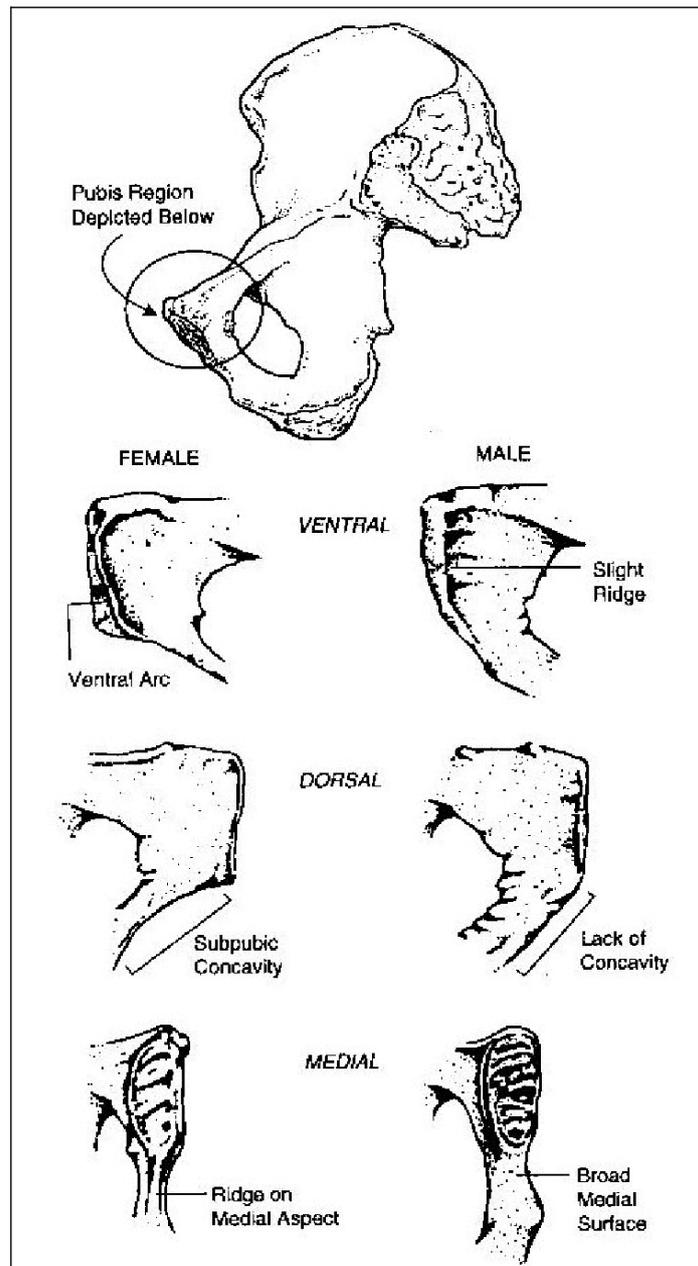 Pubis Region
Depicted Below
FEMALE
MALE
VENTRAL
Slight
Ridge
Ventral Arc
DORSAL
Subpubic
Concavity
Lack of
Concavity
MEDIAL
Ridge on
Medial Aspect
Broad
Medial
Surface